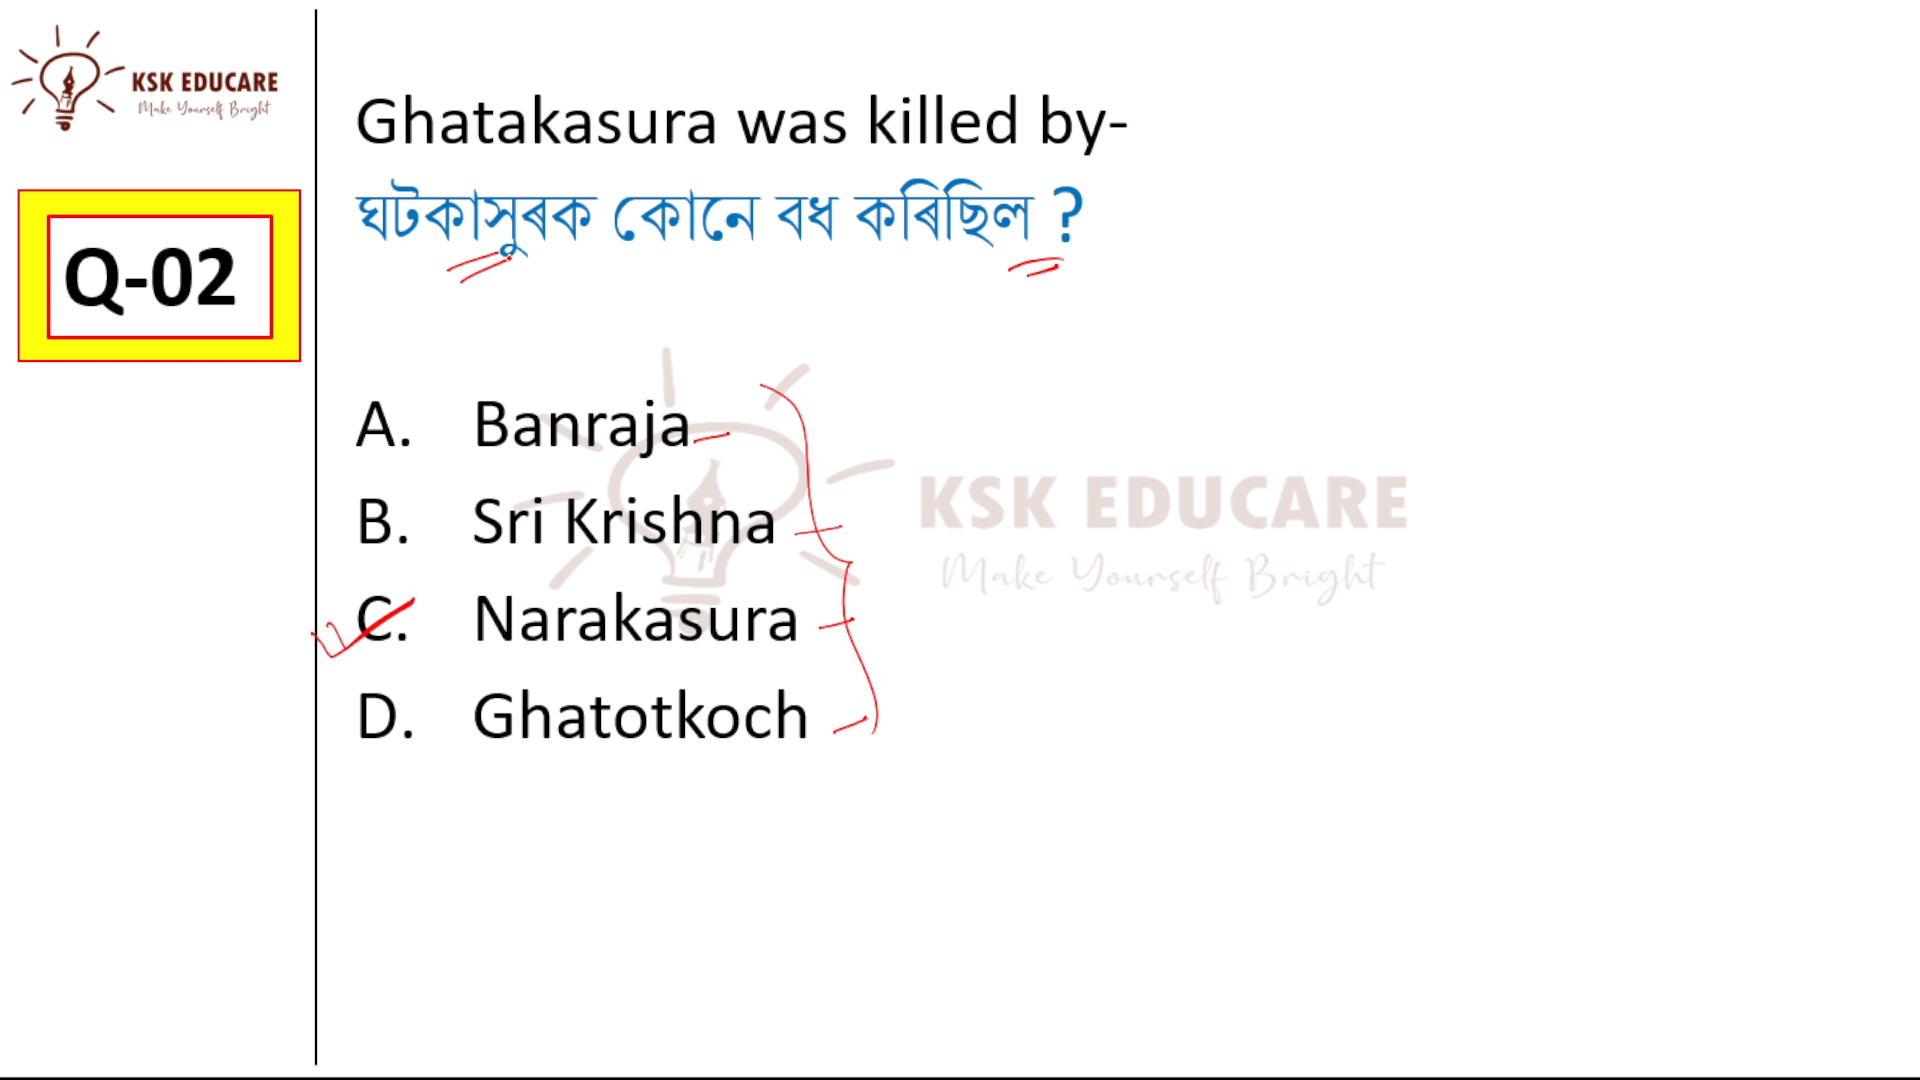 KSK EDUCARE
Make Yourself Bright
Q-02
Ghatakasura was killed by-
ঘটকাসুৰক কোনে বধ কৰিছিল ?
A. Banraja
B. Sri Krishna
C. Narakasura
D. Ghatotkoch
KSK EDUCARE
Make Yourself Bright